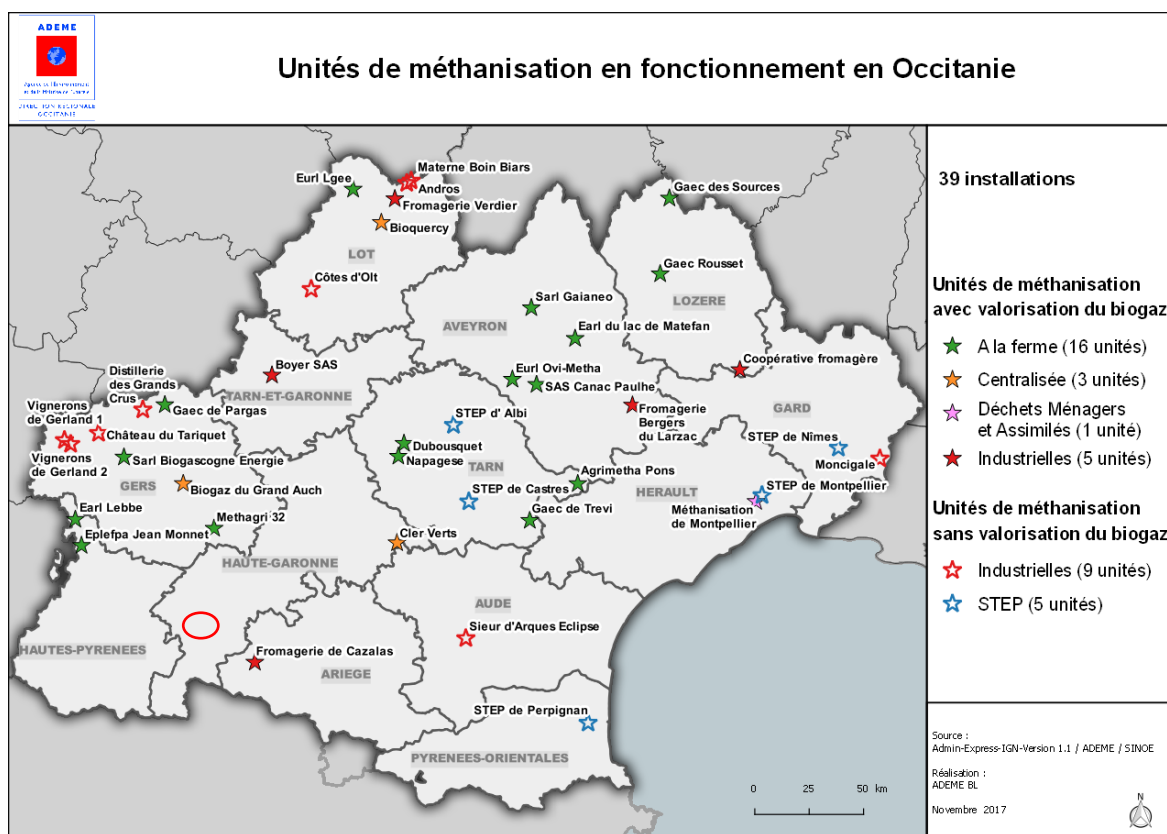 ADEME
DIRECTION REGIONALE
OCCITANIE
Unités de méthanisation en fonctionnement en Occitanie
Materne Boin Biars
Eurl Lgee
Andros
Fromagerie Verdier
Bioquercy
Gaec des Sources
LOT
Côtes d'Olt
Gaec Rousset
LOZERE
Sarl Gaianeo
AVEYRON
Earl du lac de Matefan
Boyer SAS
Coopérative fromagère
Eurl Ovi-Metha
SAS Canac Paulhe
TARN-ET-GARONNE
Distillerie
des Grands
Crus
Gaec de Pargas
Vignerons
de Gerland 1
Château du Tariquet
Fromagerie
Bergers
du Larzac
GARD
STEP d' Albi
STEP de Nîmes
Dubousquet
Napagese
TARN
Vignerons
de Gerland 2
Sarl Biogascogne Energie
Moncigale
Agrimetha Pons
GERS
Biogaz du Grand Auch
STEP de Castres
HERAULT
STEP de Montpellier
Méthanisation
de Montpellier
Earl Lebbe
Methagri 32
Gaec de Trevi
Eplefpa Jean Monnet
Cler Verts
HAUTE-GARONNE
AUDE
Sieur d'Arques Eclipse
HAUTES-PYRENEES
Fromagerie de Cazalas
ARIEGE
STEP de Perpignan
PYRENEES-ORIENTALES
0 25 50 km
39 installations
Unités de méthanisation
avec valorisation du biogaz
A la ferme (16 unités)
Centralisée (3 unités)
Déchets Ménagers
et Assimilés (1 unité)
Industrielles (5 unités)
Unités de méthanisation
sans valorisation du biogaz
Industrielles (9 unités)
STEP (5 unités)
Source :
Admin-Express-IGN-Version 1.1 / ADEME / SINOE
Réalisation :
ADEME BL
Novembre 2017
N